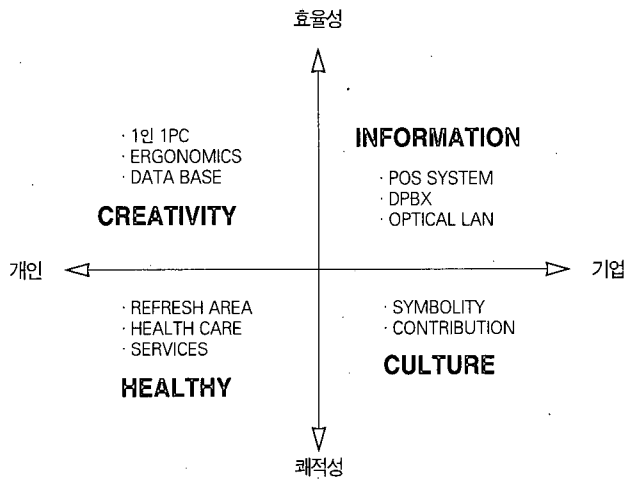 효율성
· 1인 1PC
· ERGONOMICS
· DATA BASE
CREATIVITY
INFORMATION
· POS SYSTEM
· DPBX
· OPTICAL LAN
개인
기업
· REFRESH AREA
· HEALTH CARE
· SERVICES
HEALTHY
· SYMBOLITY
· CONTRIBUTION
CULTURE
쾌적성